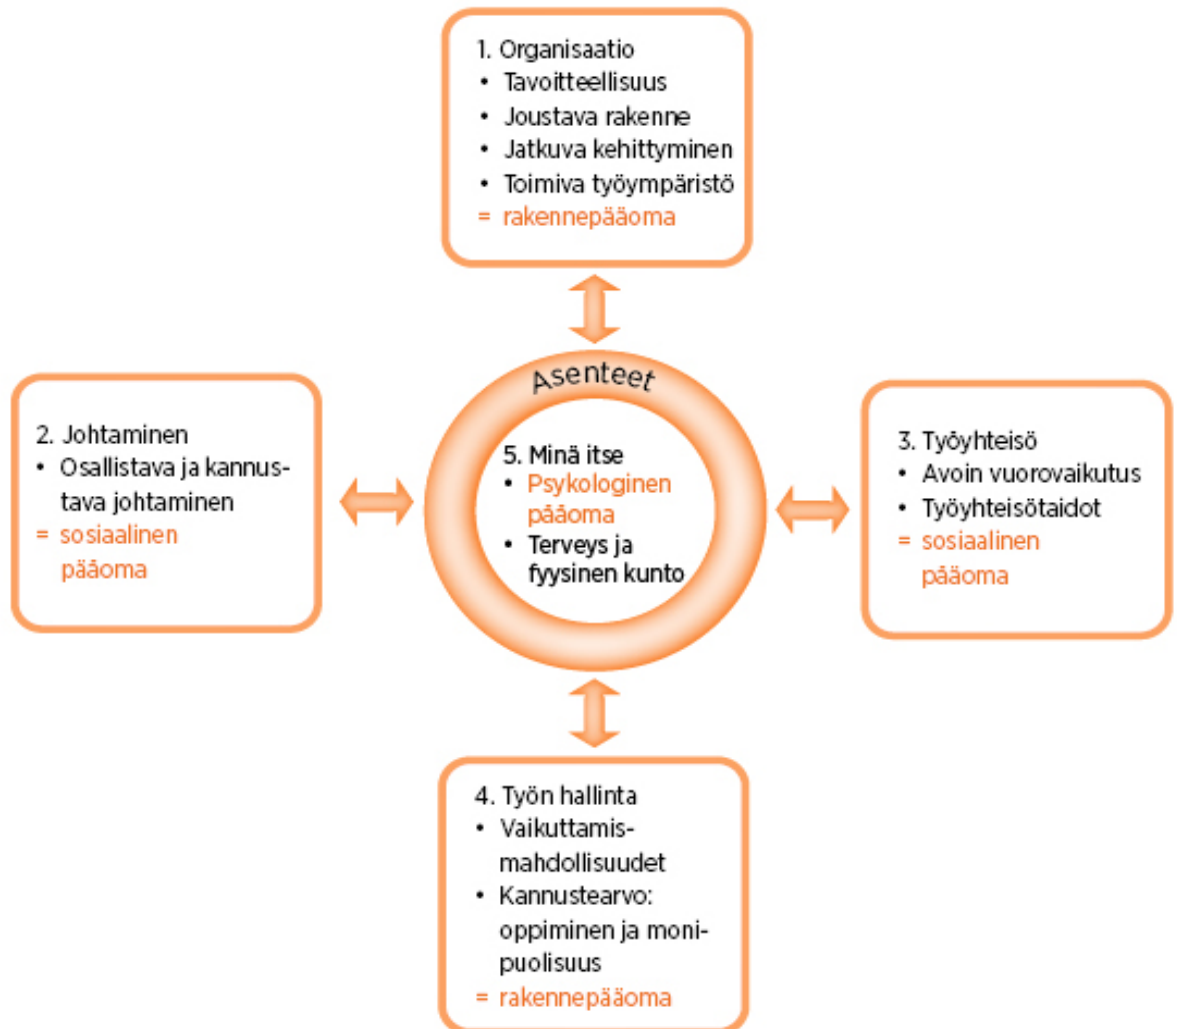 1. Organisaatio
• Tavoitteellisuus
• Joustava rakenne
• Jatkuva kehittyminen
• Toimiva työympäristö
= rakennepääoma
Asenteet
2. Johtaminen
• Osallistava ja kannus-
tava johtaminen
= sosiaalinen
pääoma
5. Minä itse
• Psykologinen
pääoma
• Terveys ja
fyysinen kunto
3. Työyhteisö
• Avoin vuorovaikutus
• Työyhteisötaidot
= sosiaalinen
pääoma
4. Työn hallinta
• Vaikuttamis-
mahdollisuudet
• Kannustearvo:
oppiminen ja moni-
puolisuus
= rakennepääoma